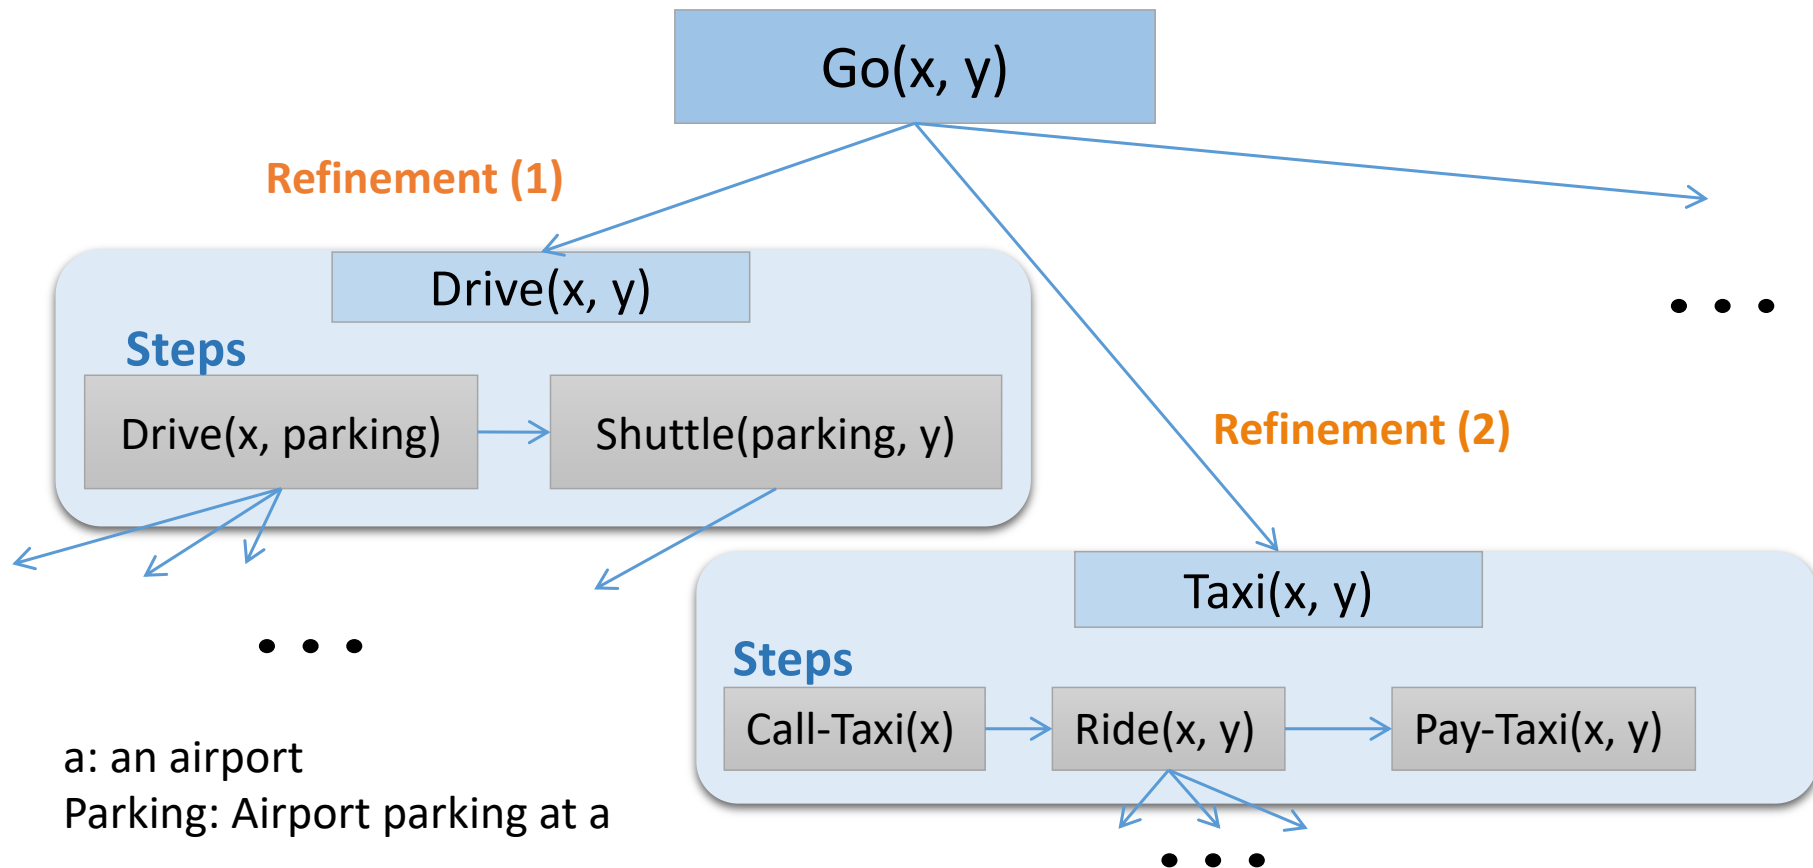 Go(x, y)
Refinement (1)
Drive(x, y)
Steps
Drive(x, parking)
Shuttle(parking, y)
Refinement (2)
Taxi(x, y)
Steps
Call-Taxi(x)
Ride(x, y)
Pay-Taxi(x, y)
a: an airport
Parking: Airport parking at a